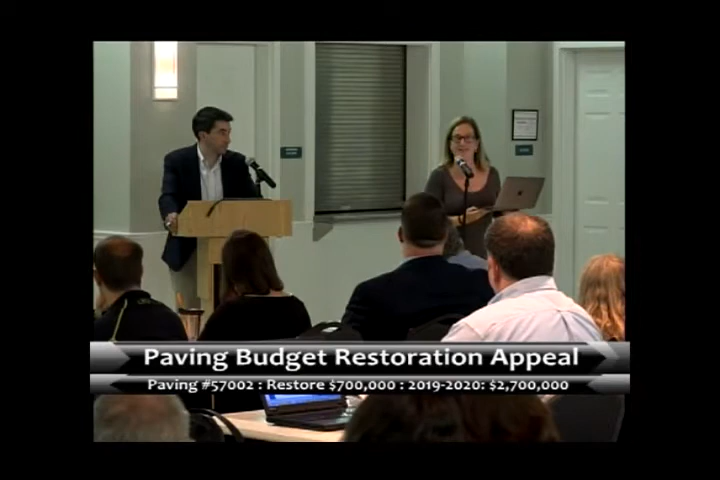 Paving Budget Restoration Appeal
Paving #57002 : Restore $700,000 : 2019-2020: $2,700,000